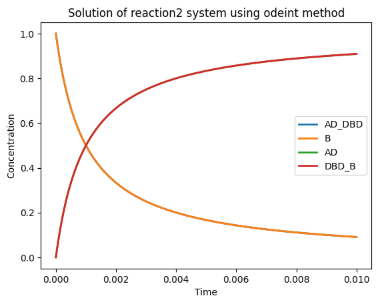 Solution of reaction2 system using odeint method
1.0
0.8
0.6
0.4
0.2
0.0
Concentration
AD_DBD
B
AD
DBD_B
0.000 0.002 0.004 0.006 0.008 0.010
Time